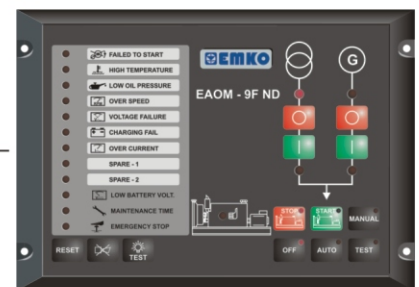 FAILED TO START
HIGH TEMPERATURE
LOW OIL PRESSURE
OVER SPEED
VOLTAGE FAILURE
CHARGING FAIL
OVER CURRENT
SPARE - 1
SPARE - 2
LOW BATTERY VOLT.
MAINTENANCE TIME
EMERGENCY STOP
RESET
TEST
EMKO
EAOM - 9F ND
G
O O
I I
STOP START MANUAL
OFF AUTO TEST